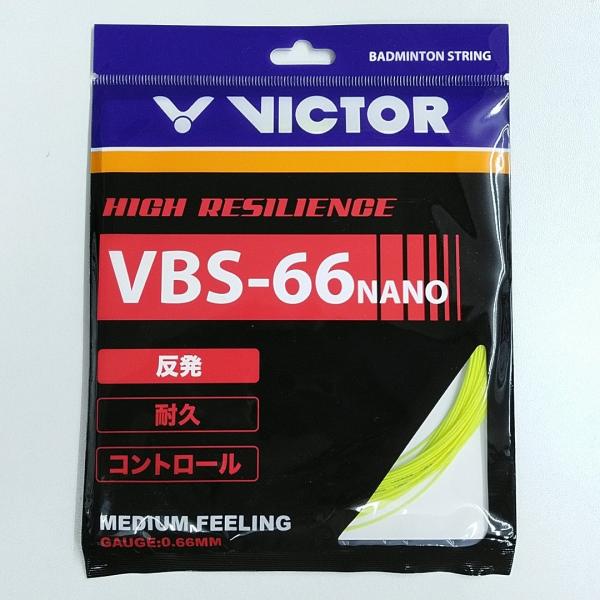 BADMINTON STRING
VICTOR
HIGH RESILIENCE
VBS-66NANO
反発
耐久
コントロール
MEDIUM FEELING
GAUGE:0.66MM